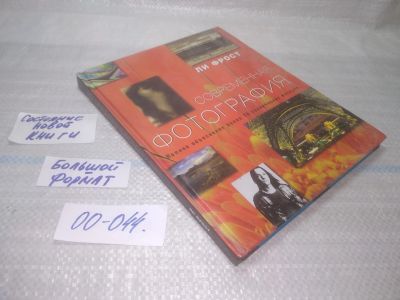 Состояние
новой
книги
Большой
формат
00-044.
ЛИ ФРОСТ
СОВРЕМЕННАЯ
ФОТОГРАФИЯ